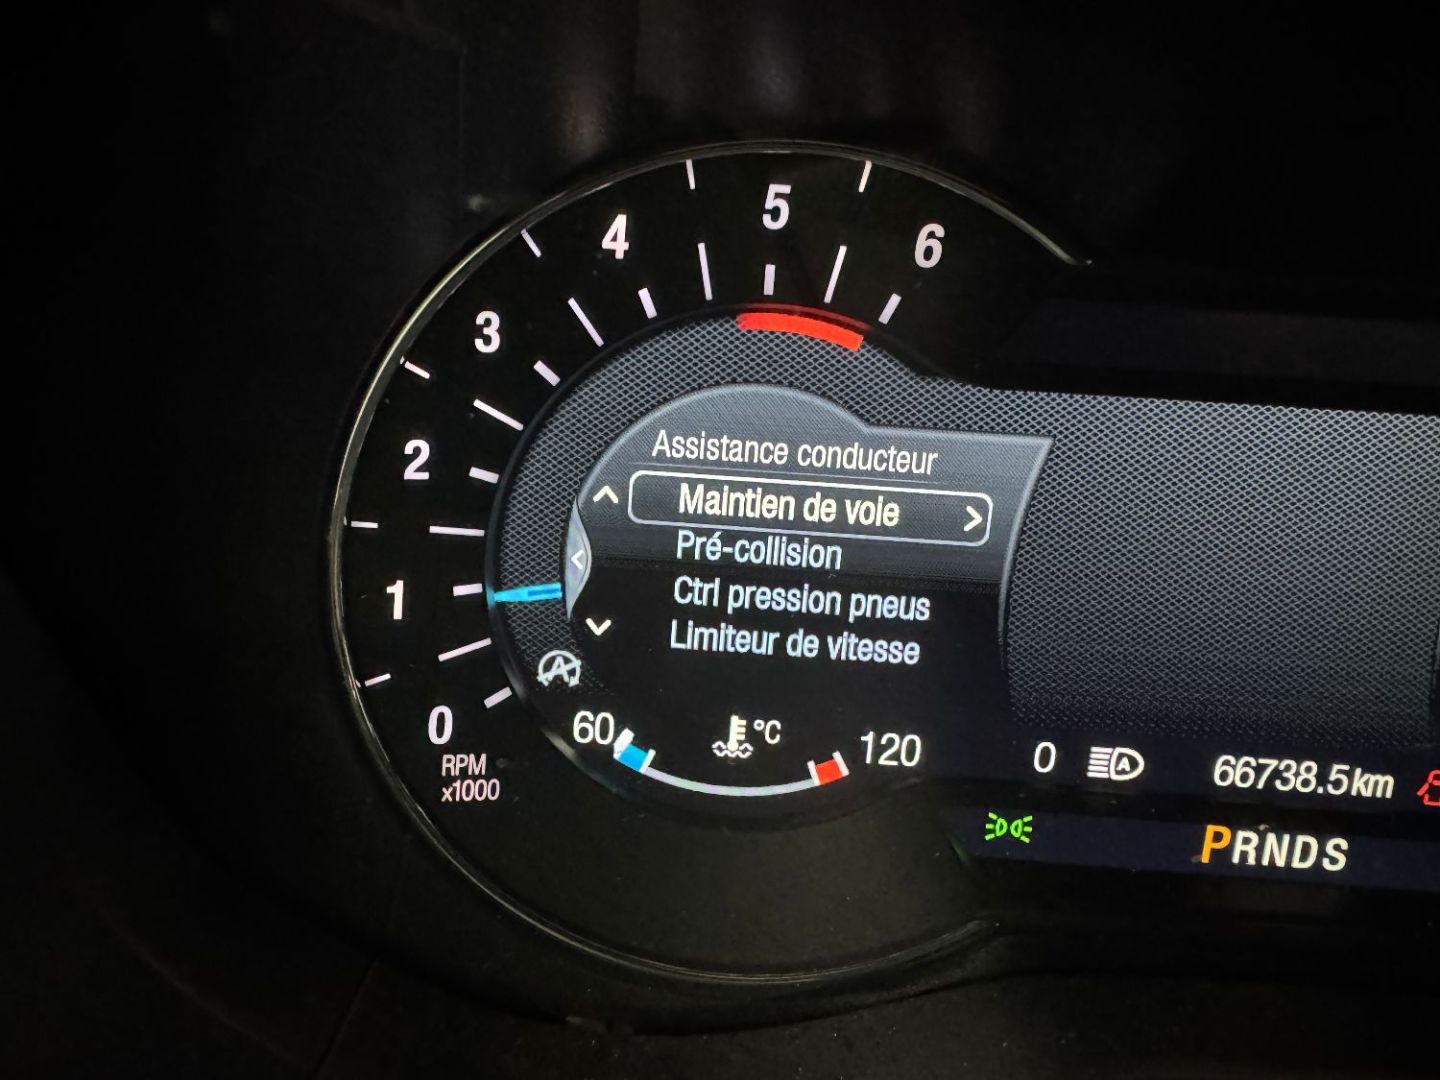 5
4
6
3
2
1
0
RPM
x1000
Assistance conducteur
Maintien de voie
Pré-collision
Ctrl pression pneus
Limiteur de vitesse
60 °C 120
0 A 66738.5km
PRNDS
A